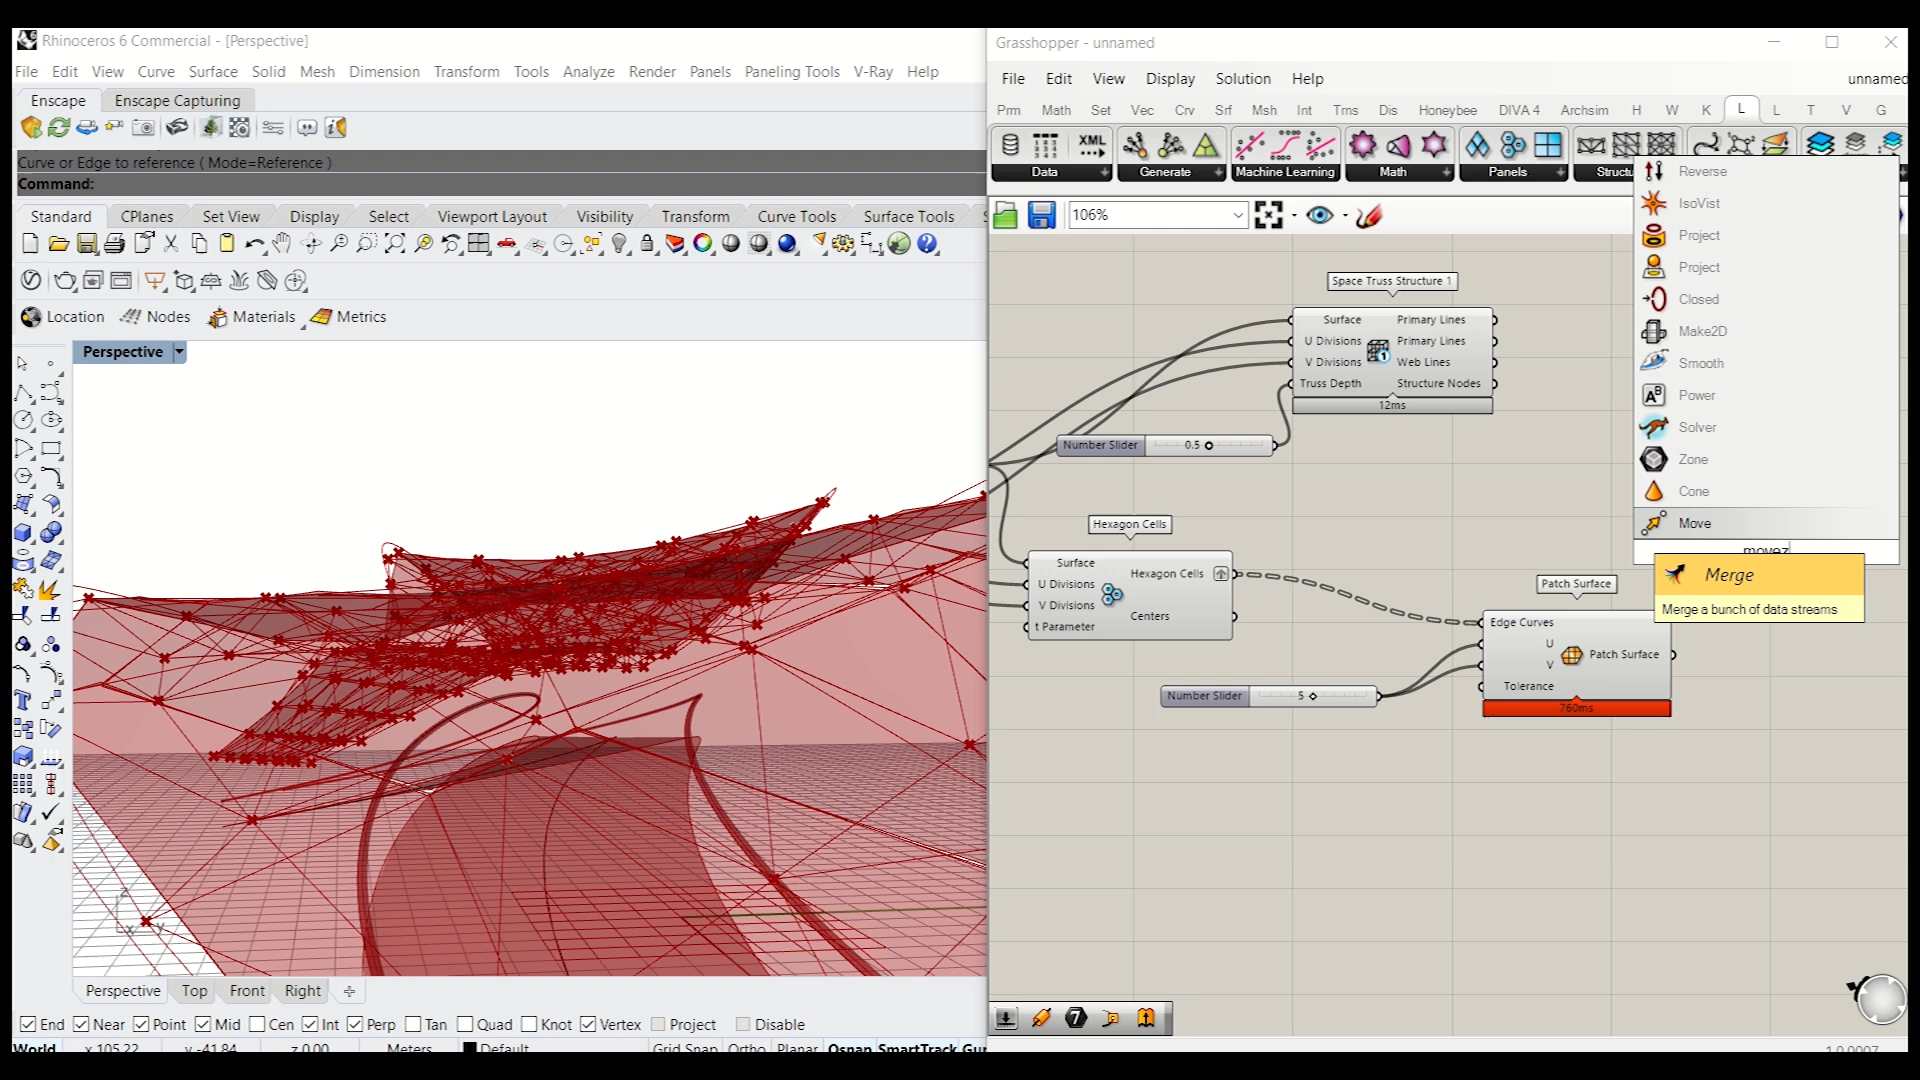 Rhinoceros 6 Commercial - [Perspective]
File Edit View Curve Surface Solid Mesh Dimension Transform Tools Analyze Render Panels Paneling Tools V-Ray Help
Enscape Enscape Capturing
Curve or Edge to reference ( Mode=Reference )
Command:
Standard CPlanes Set View Display Select Viewport Layout Visibility Transform Curve Tools Surface Tools
Location Nodes Materials Metrics
Perspective
z
x y
Perspective Top Front Right
End Near Point Mid Cen Int Perp Tan Quad Knot Vertex Project Disable
World x 105.22 y -41.84 z 0.00 Meters Default Grid Snap Ortho Planar Osnap SmartTrack Gu
Grasshopper - unnamed
File Edit View Display Solution Help unnamed
Prm Math Set Vec Crv Srf Msh Int Trns Dis Honeybee DIVA 4 Archsim H W K L L T V G
XML
Data Generate Machine Learning Math Panels Structu
106%
Space Truss Structure 1
Surface Primary Lines
U Divisions Primary Lines
V Divisions Web Lines
Truss Depth Structure Nodes
12ms
Number Slider 0.5
Hexagon Cells
Surface
U Divisions Hexagon Cells
V Divisions Centers
t Parameter
Number Slider 5
Patch Surface
Edge Curves
U
V Patch Surface
Tolerance
760ms
Reverse
IsoVist
Project
Project
Closed
Make2D
Smooth
Power
Solver
Zone
Cone
Move
movez
Merge
Merge a bunch of data streams
1.0.0007